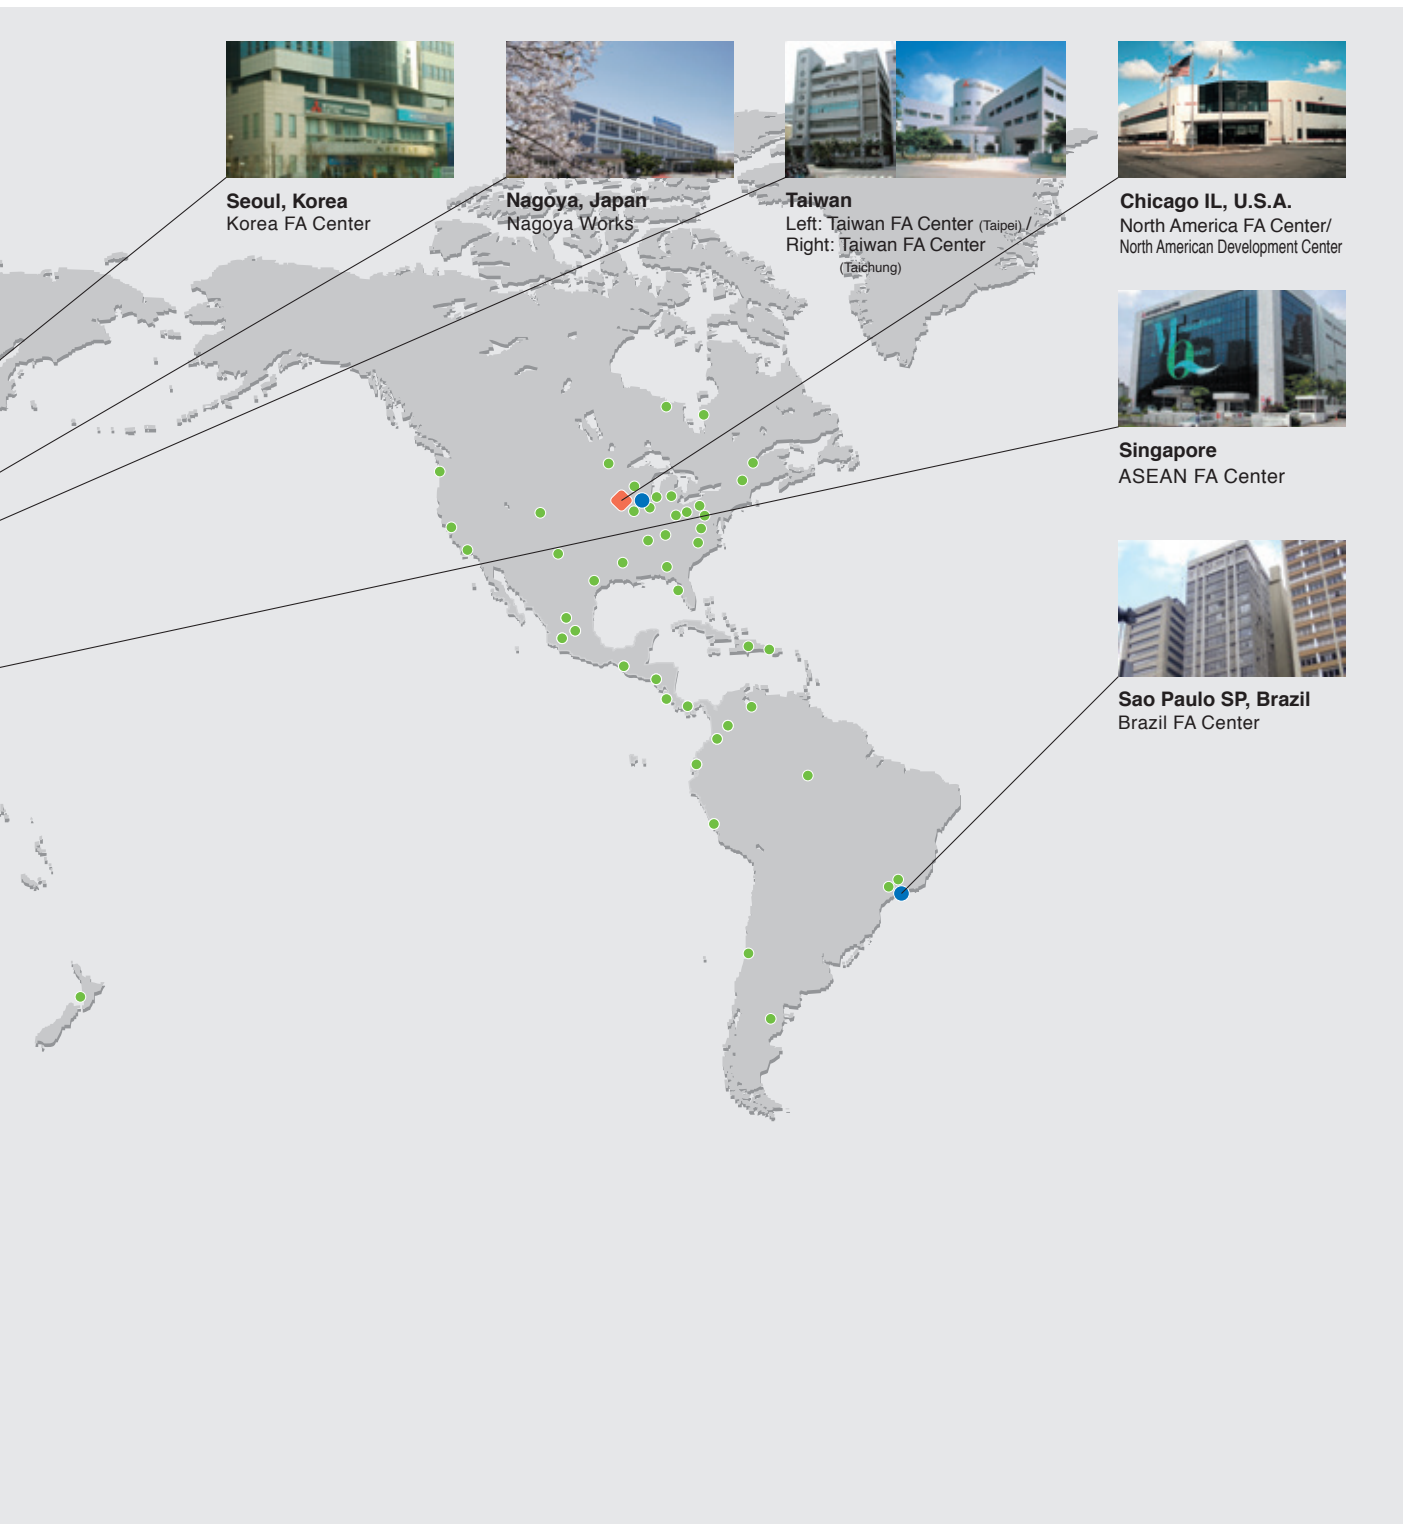 Seoul, Korea
Korea FA Center
Nagoya, Japan
Nagoya Works
Taiwan
Left: Taiwan FA Center (Taipei) /
Right: Taiwan FA Center
(Taichung)
Chicago IL, U.S.A.
North America FA Center/
North American Development Center
Singapore
ASEAN FA Center
Sao Paulo SP, Brazil
Brazil FA Center